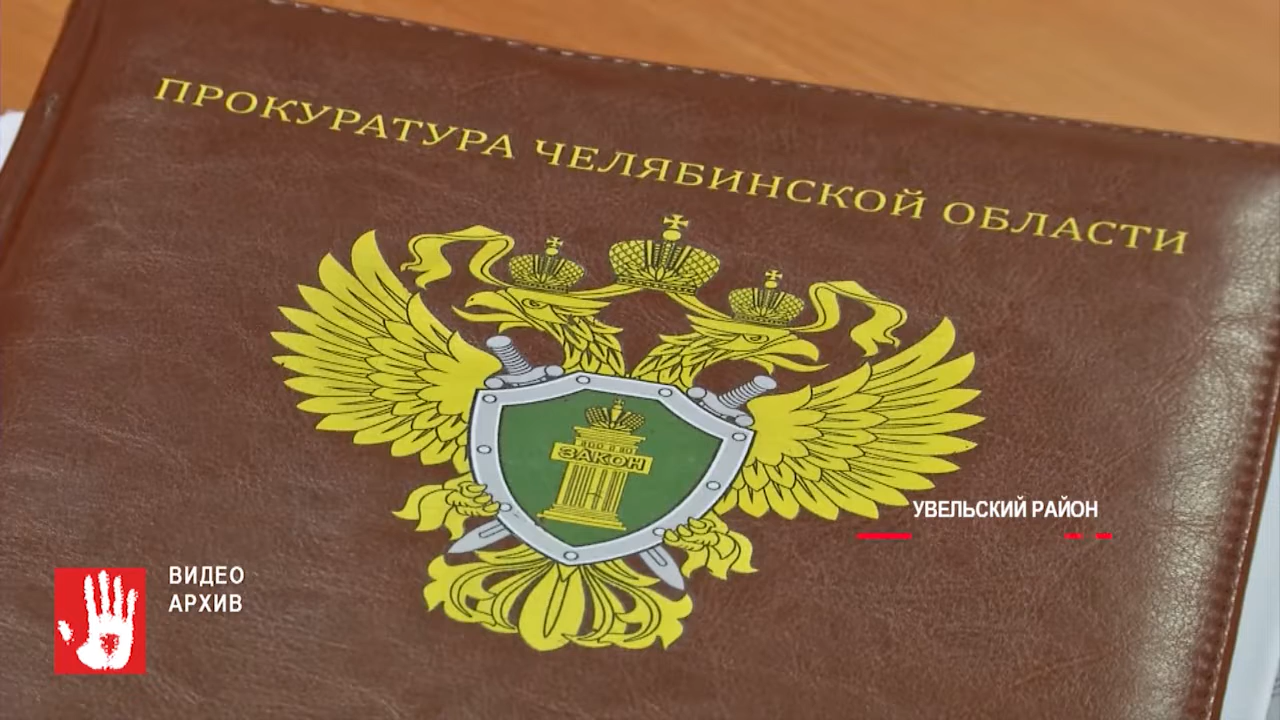 ПРОКУРАТУРА ЧЕЛЯБИНСКОЙ ОБЛАСТИ
ЗАКОН
УВЕЛЬСКИЙ РАЙОН
ВИДЕО
АРХИВ